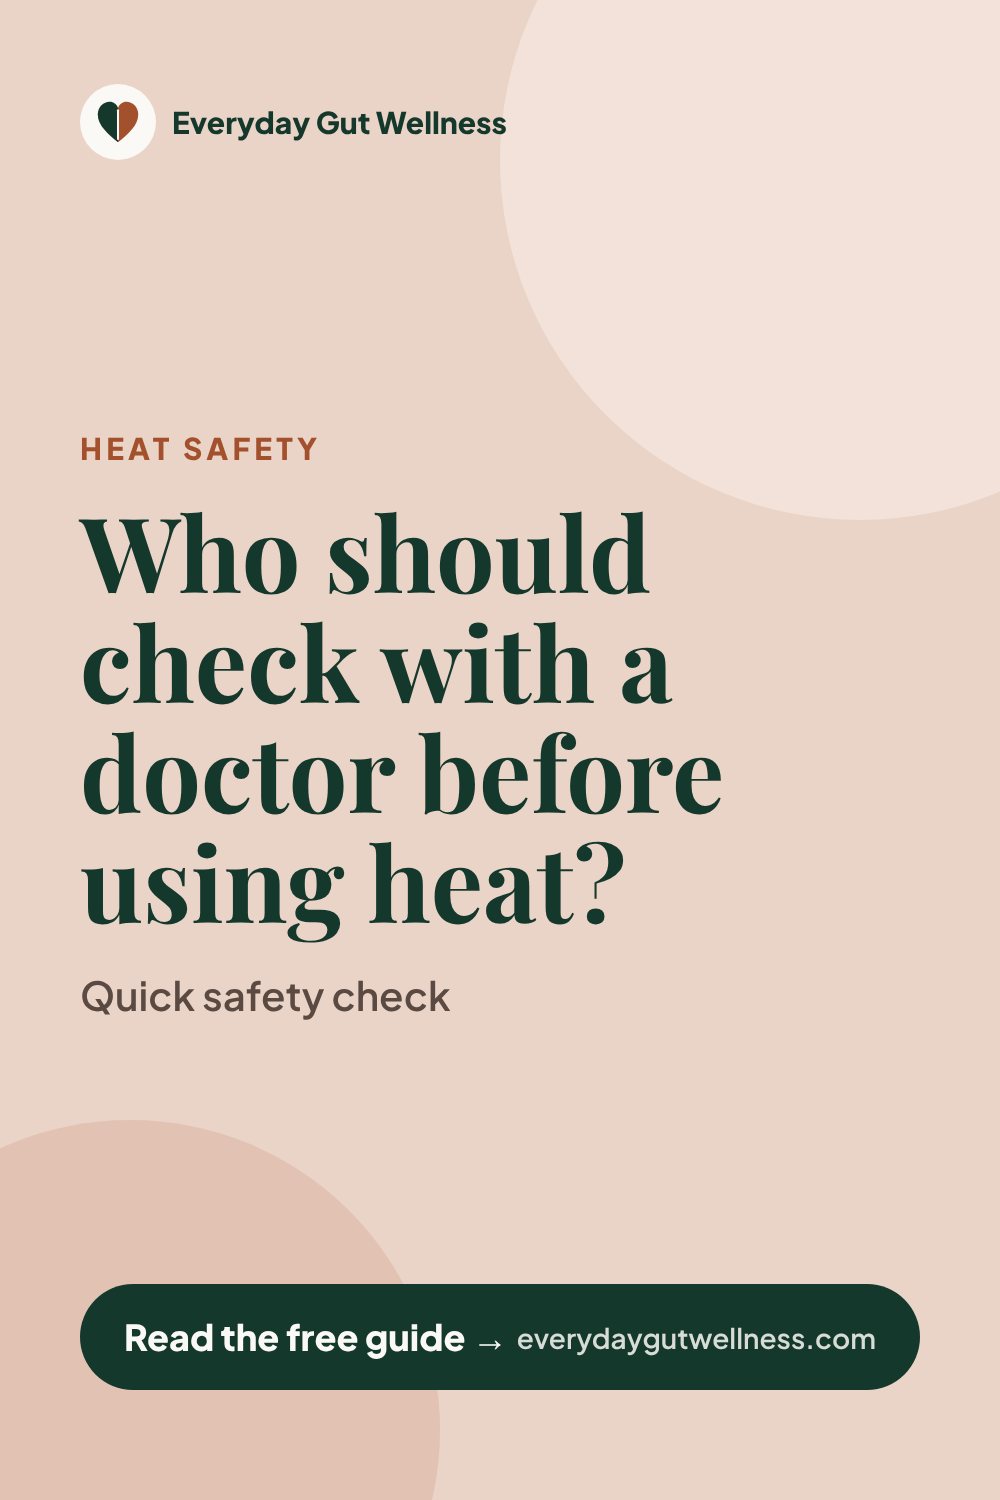 Everyday Gut Wellness
HEAT SAFETY
Who should
check with a
doctor before
using heat?
Quick safety check
Read the free guide → everydaygutwellness.com